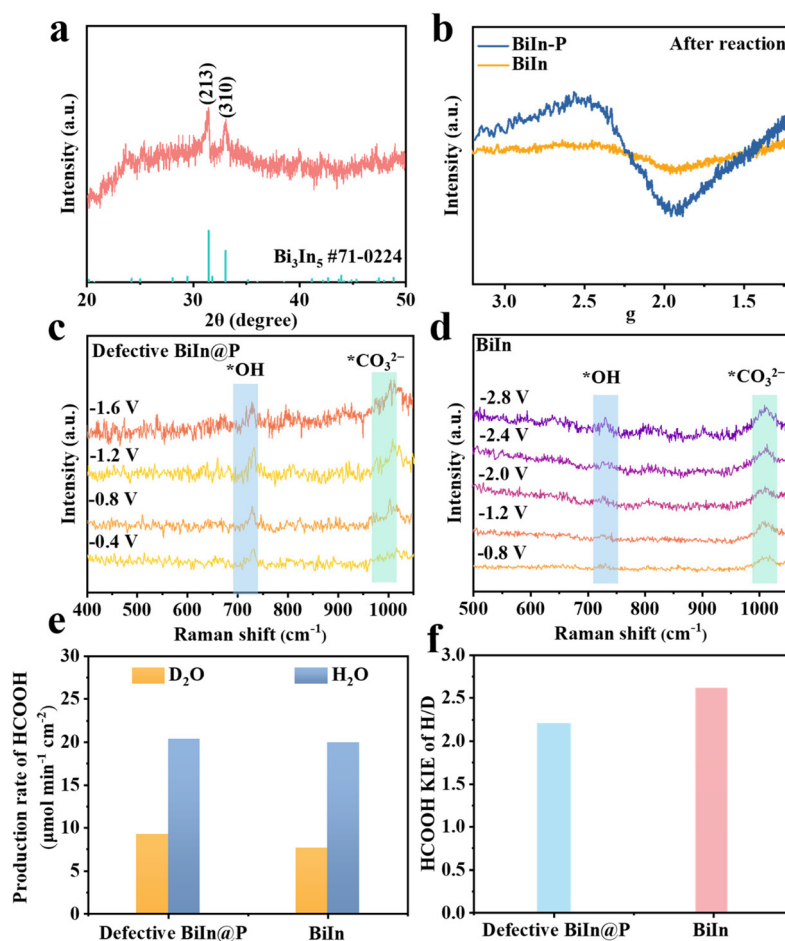 a
Intensity (a.u.)
(213)
(310)
Bi₃In₅ #71-0224
20 30 40 50
2θ (degree)
b
BiIn-P
BiIn
After reaction
Intensity (a.u.)
3.0 2.5 2.0 1.5
g
c
Defective BiIn@P
*OH
*CO₃²⁻
-1.6 V
-1.2 V
-0.8 V
-0.4 V
Intensity (a.u.)
400 500 600 700 800 900 1000
Raman shift (cm⁻¹)
d
BiIn
*OH
*CO₃²⁻
-2.8 V
-2.4 V
-2.0 V
-1.2 V
-0.8 V
Intensity (a.u.)
500 600 700 800 900 1000
Raman shift (cm⁻¹)
e
D₂O
H₂O
Production rate of HCOOH
(μmol min⁻¹ cm⁻²)
30
25
20
15
10
5
0
Defective BiIn@P BiIn
f
HCOOH KIE of H/D
3.0
2.5
2.0
1.5
1.0
0.5
0.0
Defective BiIn@P BiIn